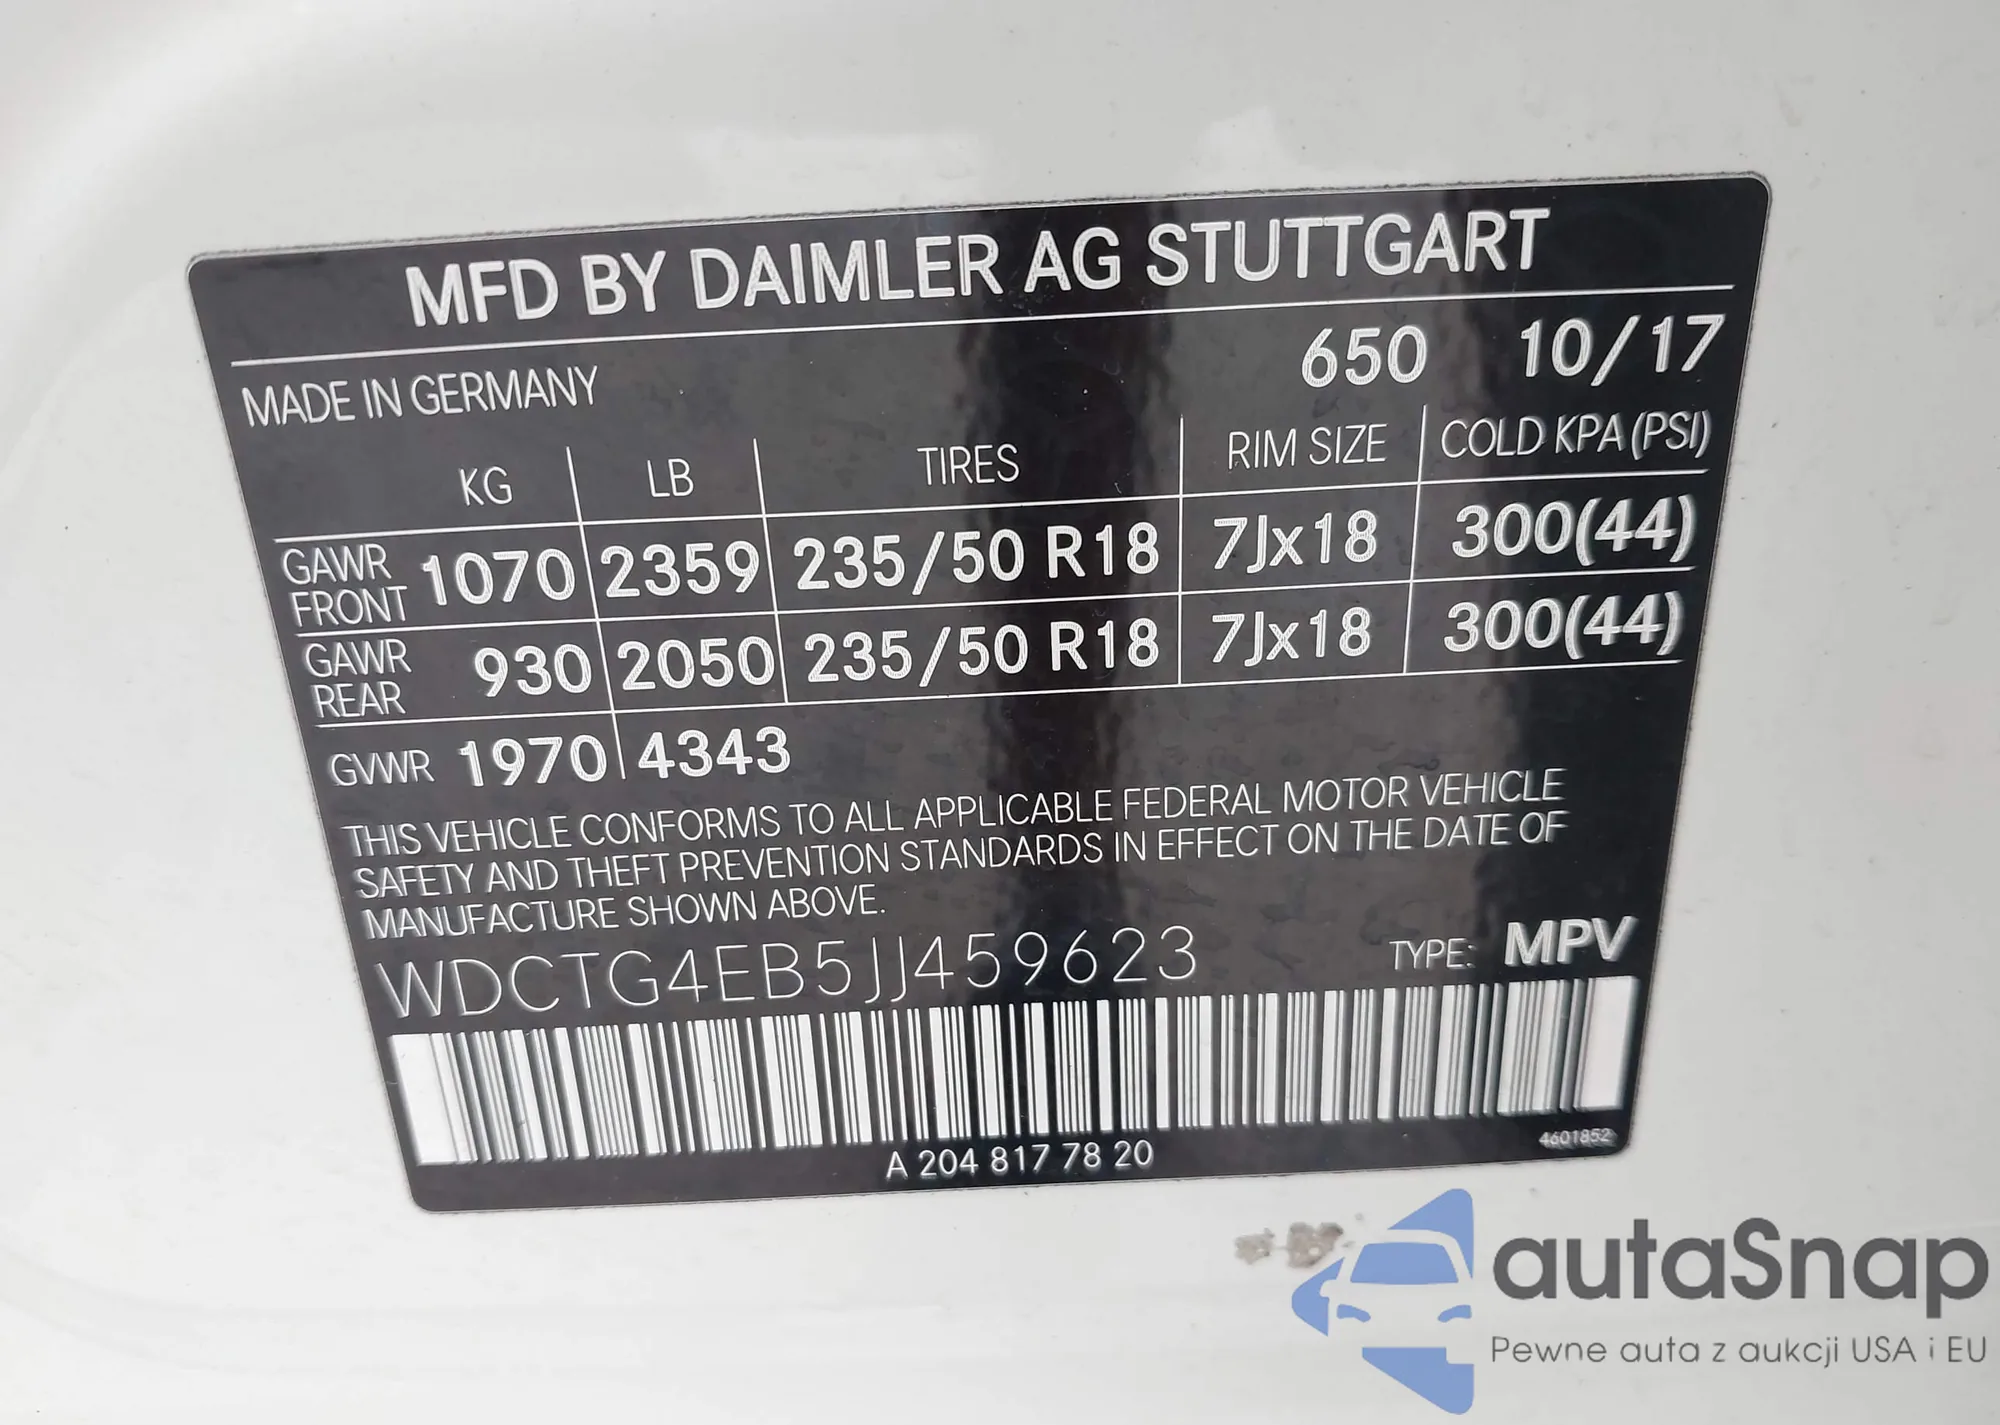 MFD BY DAIMLER AG STUTTGART
650 10/17
MADE IN GERMANY
KG LB TIRES RIM SIZE COLD KPA (PSI)
GAWR FRONT 1070 2359 235/50 R18 7Jx18 300(44)
GAWR REAR 930 2050 235/50 R18 7Jx18 300(44)
GVWR 1970 4343
THIS VEHICLE CONFORMS TO ALL APPLICABLE FEDERAL MOTOR VEHICLE
SAFETY AND THEFT PREVENTION STANDARDS IN EFFECT ON THE DATE OF
MANUFACTURE SHOWN ABOVE.
WDCTG4EB5JJ459623 TYPE: MPV
A 204 817 78 20
4601852
autaSnap
Pewne auta z aukcji USA i EU